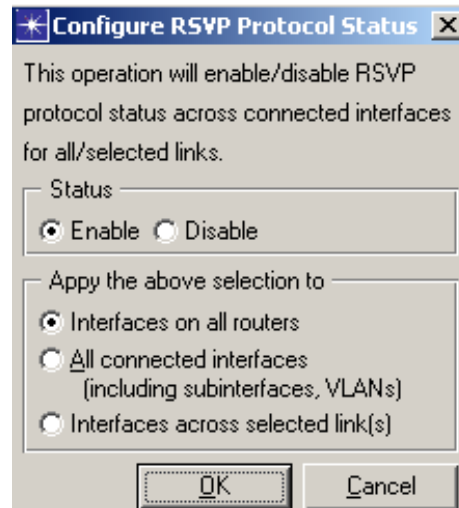 Configure RSVP Protocol Status
This operation will enable/disable RSVP
protocol status across connected interfaces
for all/selected links.
Status
Enable Disable
Appy the above selection to
Interfaces on all routers
All connected interfaces
(including subinterfaces, VLANs)
Interfaces across selected link(s)
OK Cancel